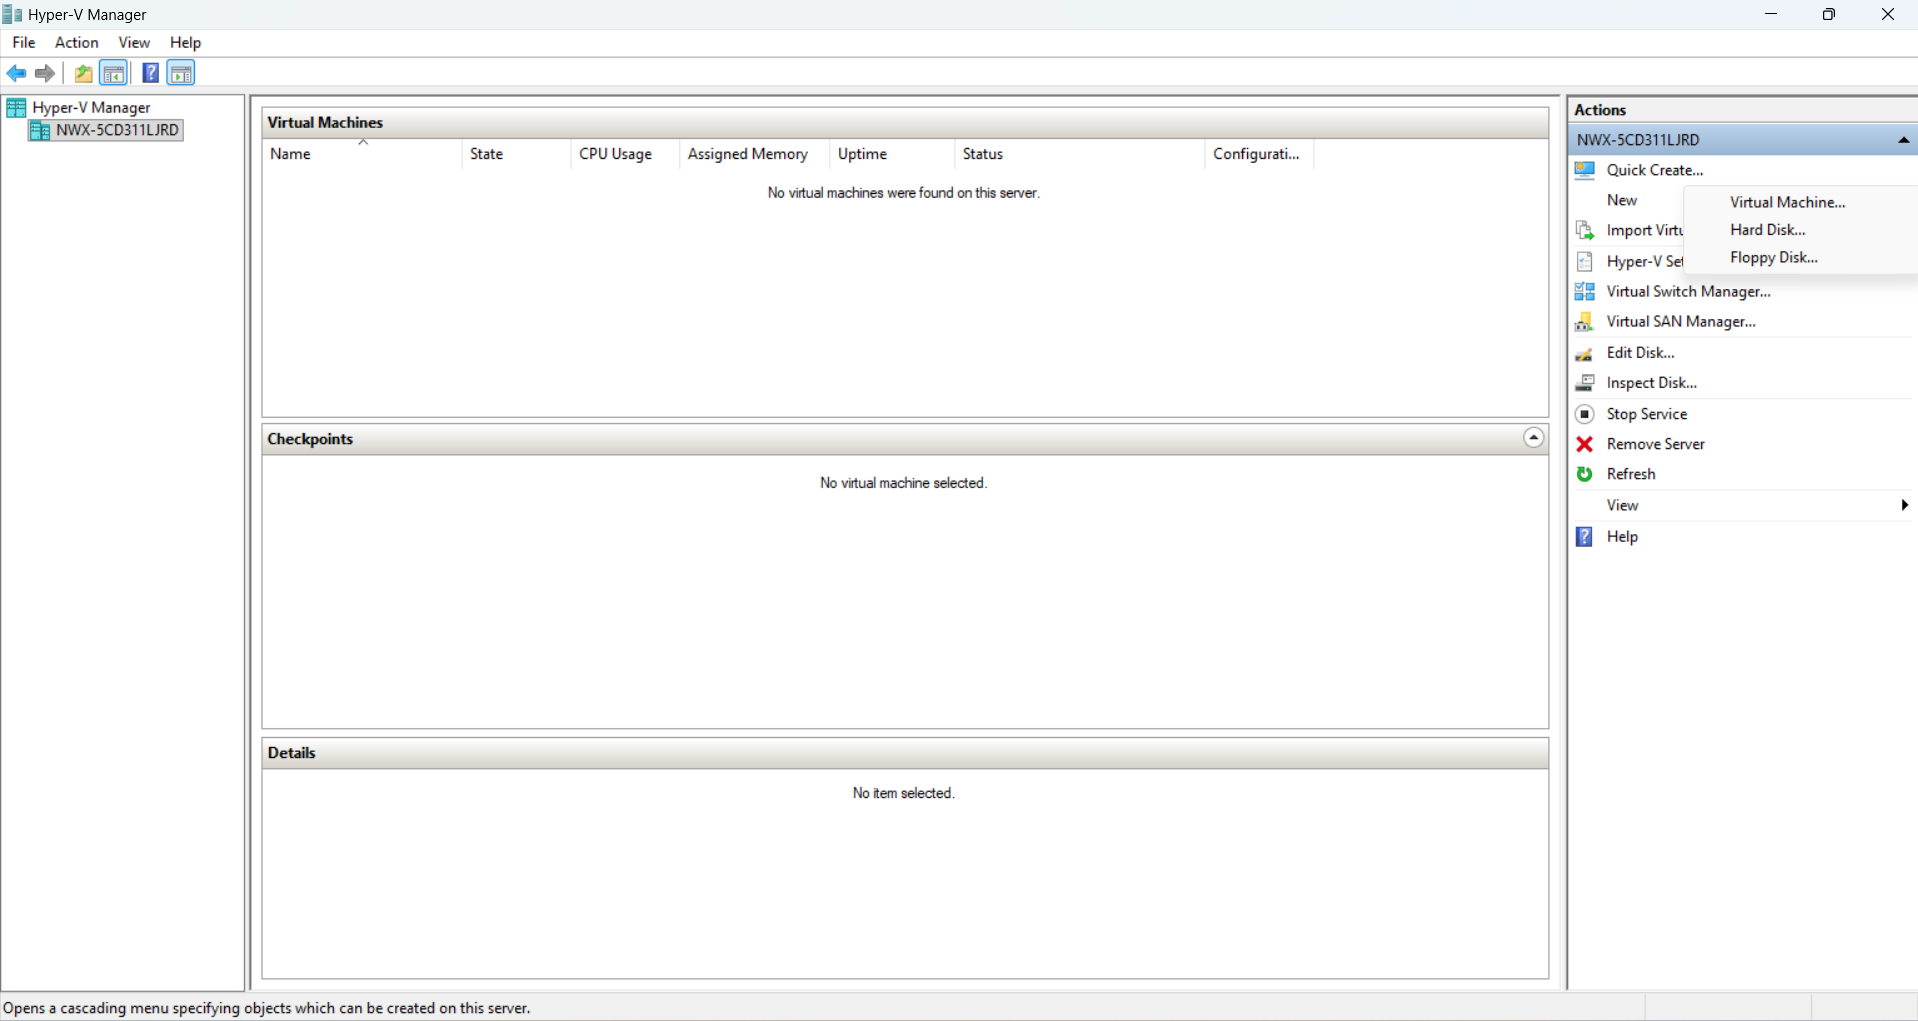 Hyper-V Manager
File Action View Help
Hyper-V Manager
NWX-5CD311LJRD
Virtual Machines
Name State CPU Usage Assigned Memory Uptime Status Configurati...
No virtual machines were found on this server.
Checkpoints
No virtual machine selected.
Details
No item selected.
Actions
NWX-5CD311LJRD
Quick Create...
New
Virtual Machine...
Import Virtu
Hard Disk...
Hyper-V Set
Floppy Disk...
Virtual Switch Manager...
Virtual SAN Manager...
Edit Disk...
Inspect Disk...
Stop Service
Remove Server
Refresh
View
Help
Opens a cascading menu specifying objects which can be created on this server.